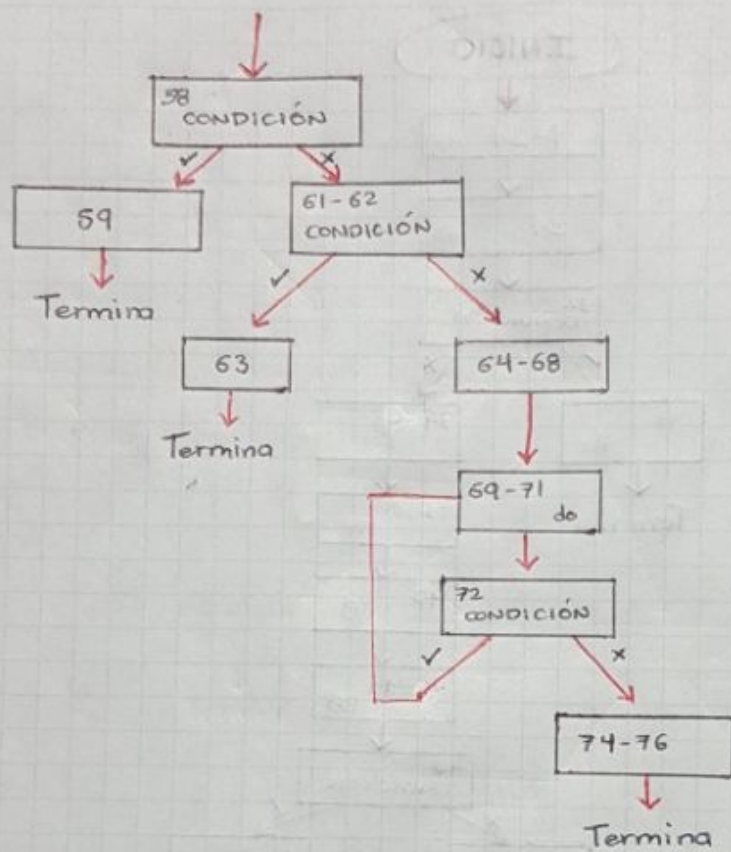 58
CONDICIÓN
✓ x
59
61-62
CONDICIÓN
Termina
✓ x
63
64-68
Termina
69-71
do
72
CONDICIÓN
✓ x
74-76
Termina
INICIO